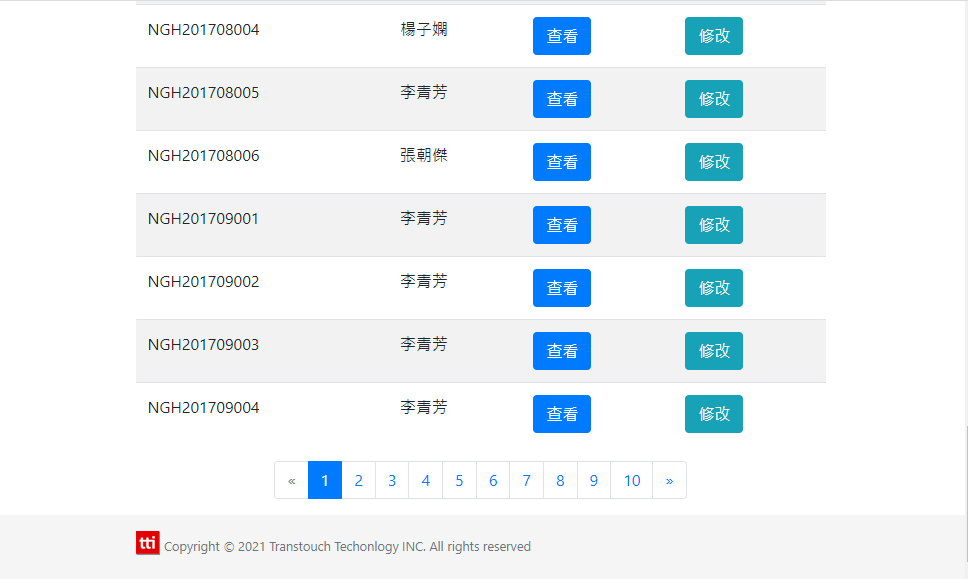 NGH201708004 楊子嫻 查看 修改
NGH201708005 李青芳 查看 修改
NGH201708006 張朝傑 查看 修改
NGH201709001 李青芳 查看 修改
NGH201709002 李青芳 查看 修改
NGH201709003 李青芳 查看 修改
NGH201709004 李青芳 查看 修改
« 1 2 3 4 5 6 7 8 9 10 »
tti Copyright © 2021 Transtouch Techonlogy INC. All rights reserved